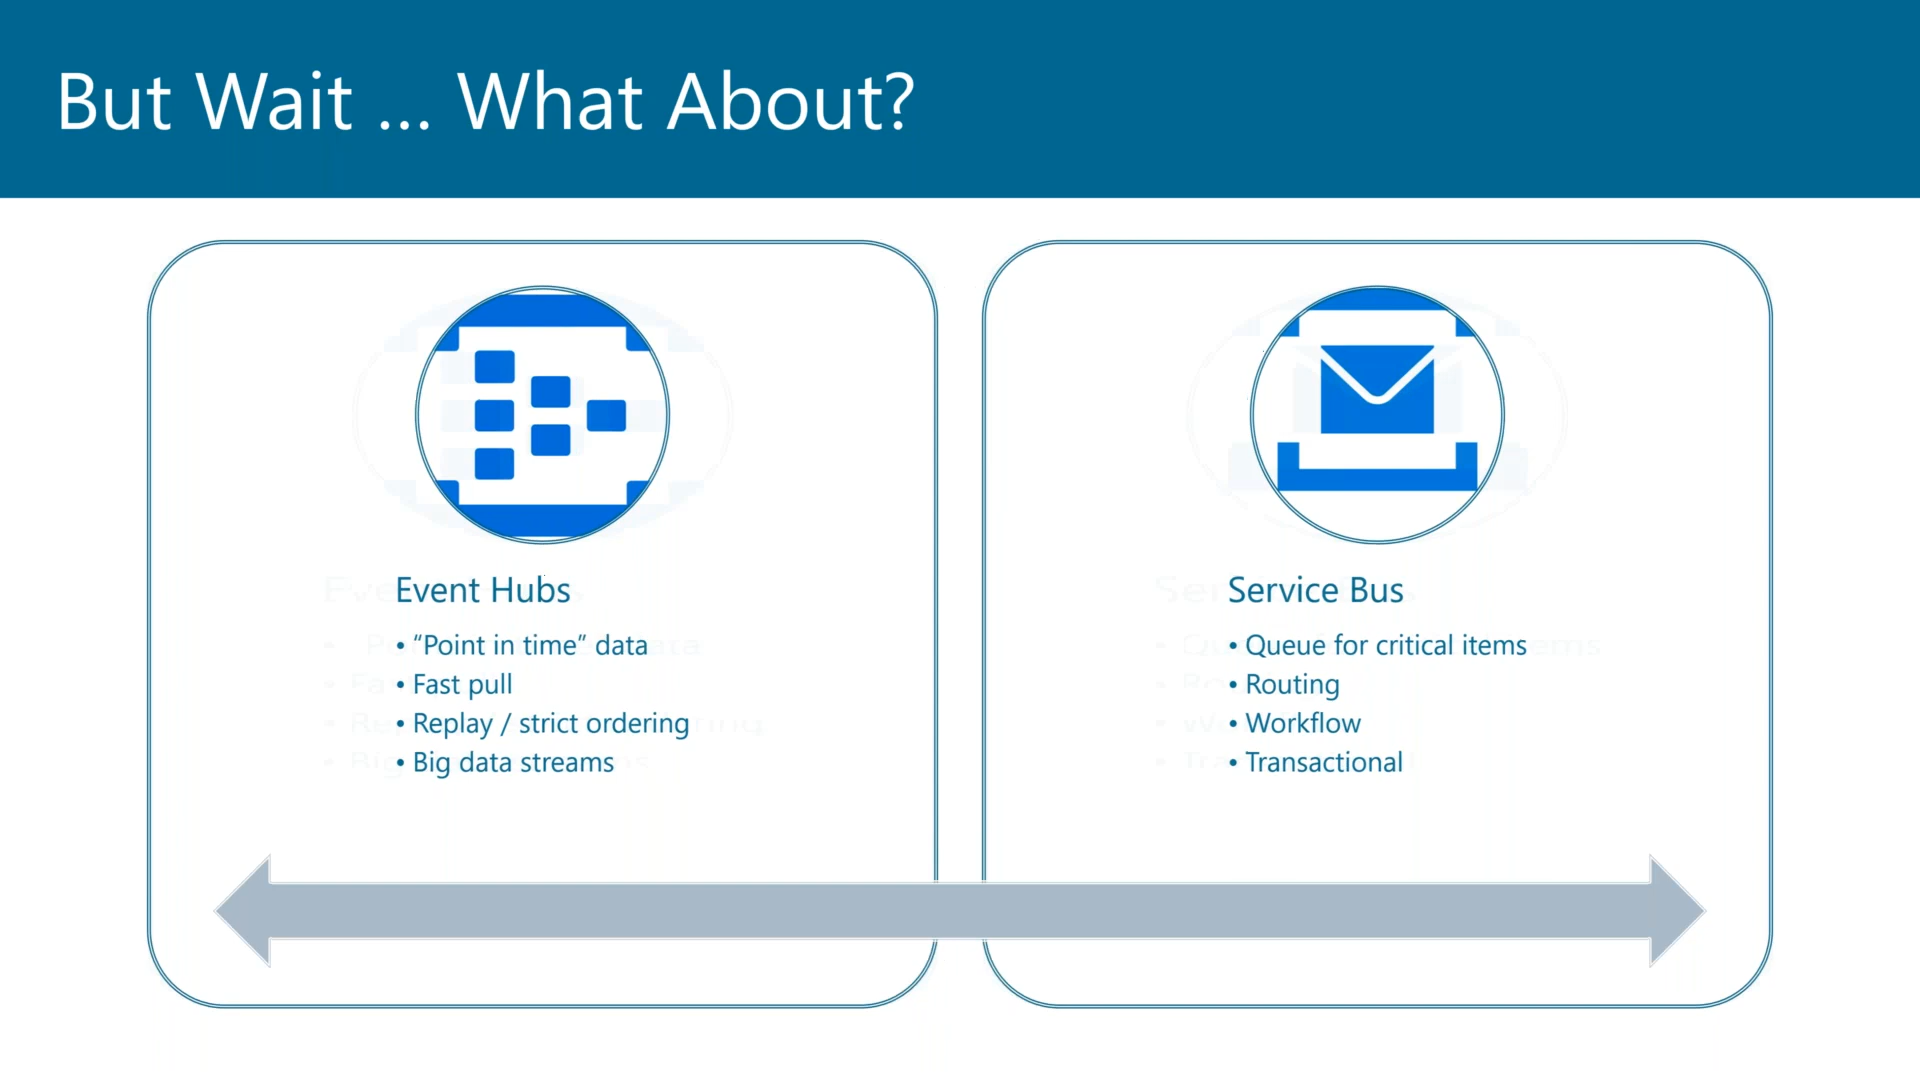 But Wait ... What About?
Event Hubs
• “Point in time” data
• Fast pull
• Replay / strict ordering
• Big data streams
Service Bus
• Queue for critical items
• Routing
• Workflow
• Transactional